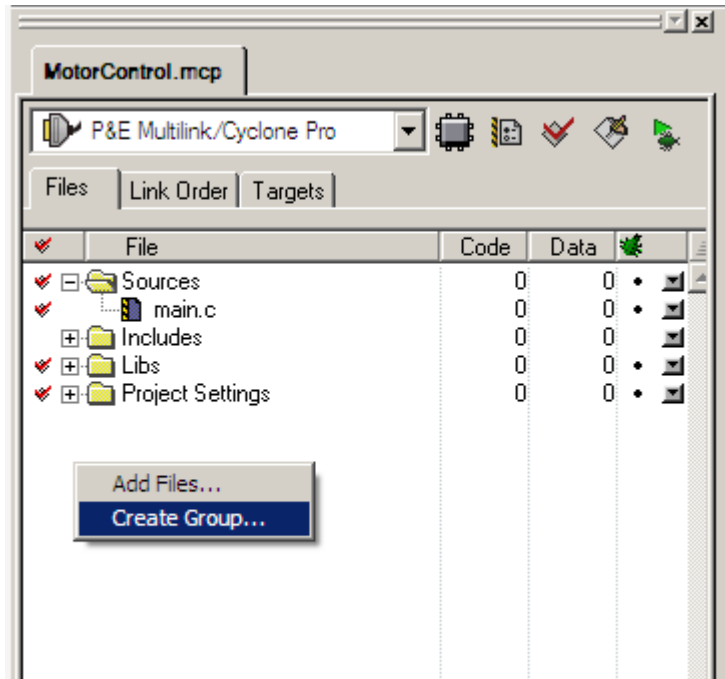 MotorControl.mcp
P&E Multilink/Cyclone Pro
Files Link Order Targets
File Code Data
Sources 0 0
main.c 0 0
Includes 0 0
Libs 0 0
Project Settings 0 0
Add Files...
Create Group...